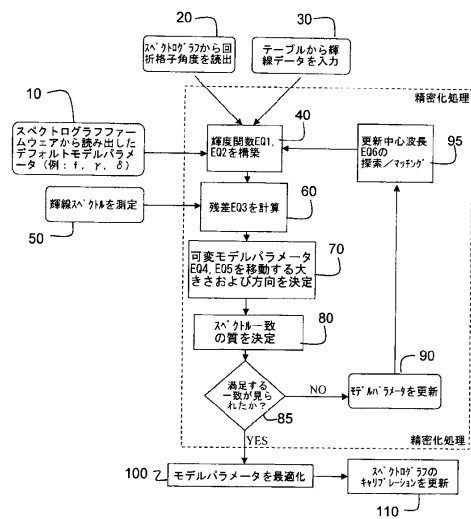 20
スペクトログラフから回
折格子角度を読出
30
テーブルから輝
線データを入力
精密化処理
10
スペクトログラフファー
ムウェアから読み出した
デフォルトモデルパラメ
ータ (例：f, γ, δ)
40
輝度関数EQ1,
EQ2を構築
更新中心波長
EQ6の
探索／マッチング
95
60
輝線スペクトルを測定
50
残差EQ3を計算
70
可変モデルパラメータ
EQ4, EQ5を移動する大
きさおよび方向を決定
80
スペクトル一致
の質を決定
満足する
一致が見ら
れたか？
85
NO
90
モデルパラメータを更新
YES
精密化処理
100
モデルパラメータを最適化
スペクトログラフの
キャリブレーションを更新
110